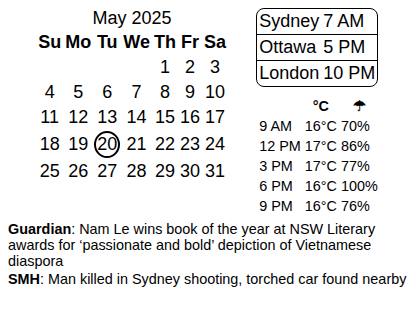 May 2025
Su Mo Tu We Th Fr Sa
1 2 3
4 5 6 7 8 9 10
11 12 13 14 15 16 17
18 19 20 21 22 23 24
25 26 27 28 29 30 31
Sydney 7 AM
Ottawa 5 PM
London 10 PM
°C ☂
9 AM 16°C 70%
12 PM 17°C 86%
3 PM 17°C 77%
6 PM 16°C 100%
9 PM 16°C 76%
Guardian: Nam Le wins book of the year at NSW Literary
awards for ‘passionate and bold’ depiction of Vietnamese
diaspora
SMH: Man killed in Sydney shooting, torched car found nearby